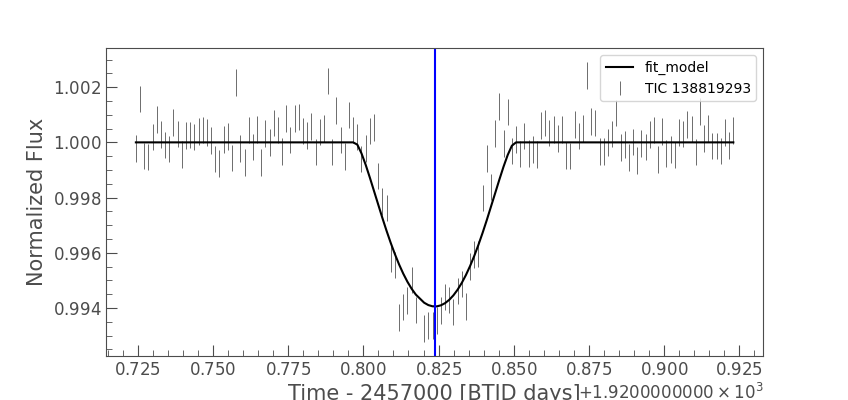 fit_model
TIC 138819293
Normalized Flux
1.002
1.000
0.998
0.996
0.994
0.725 0.750 0.775 0.800 0.825 0.850 0.875 0.900 0.925
Time - 2457000 [BTJD days]
+1.9200000000 × 10³